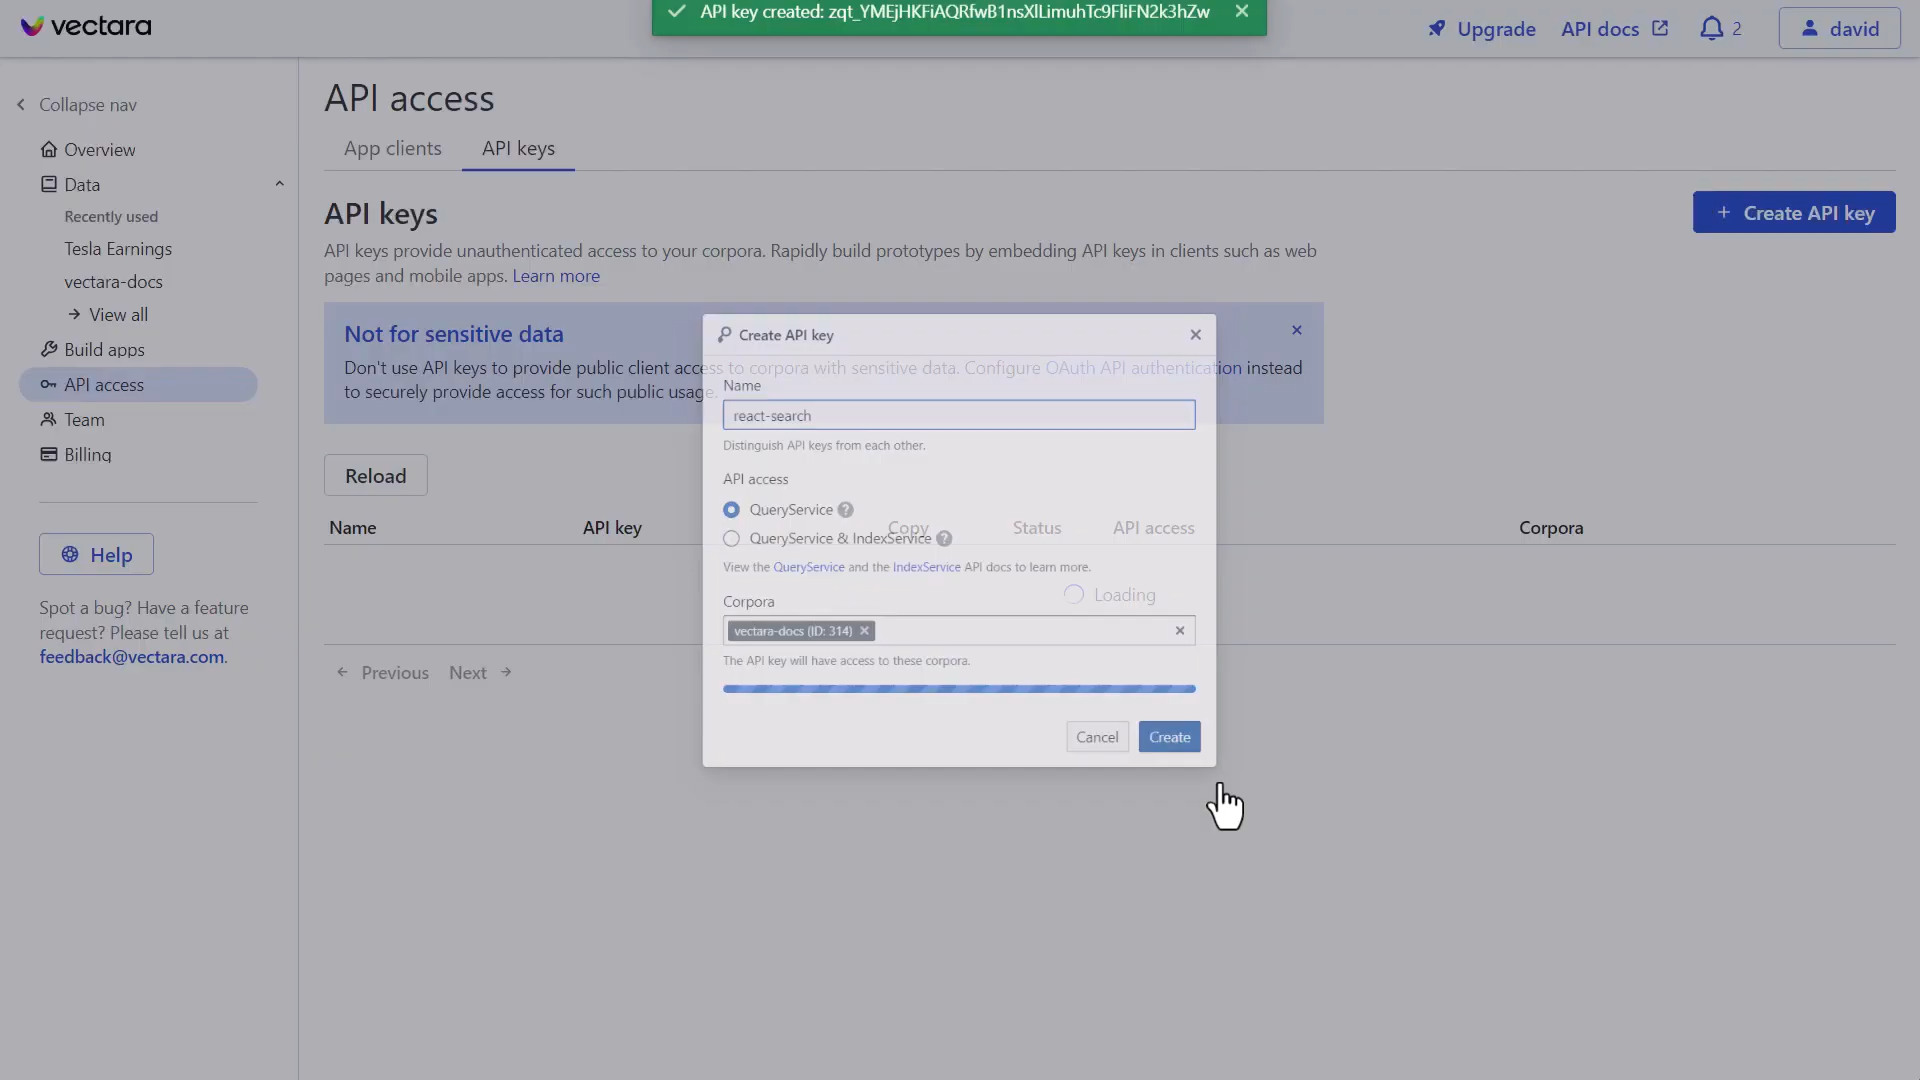 vectara
API key created: zqt_YMEjHKFiAQRfwB1nsXlLimuhTc9FliFN2k3hZw
Upgrade
API docs
2
david
Collapse nav
Overview
Data
Recently used
Tesla Earnings
vectara-docs
View all
Build apps
API access
Team
Billing
Help
Spot a bug? Have a feature
request? Please tell us at
feedback@vectara.com.
API access
App clients
API keys
API keys
Create API key
API keys provide unauthenticated access to your corpora. Rapidly build prototypes by embedding API keys in clients such as web
pages and mobile apps. Learn more
Not for sensitive data
Don't use API keys to provide public client access to corpora with sensitive data. Configure OAuth API authentication instead
to securely provide access for such public usage.
Reload
Name
API key
Copy
Status
API access
Corpora
Loading
Previous
Next
Create API key
Name
react-search
Distinguish API keys from each other.
API access
QueryService
QueryService & IndexService
View the QueryService and the IndexService API docs to learn more.
Corpora
vectara-docs (ID: 314)
The API key will have access to these corpora.
Cancel
Create